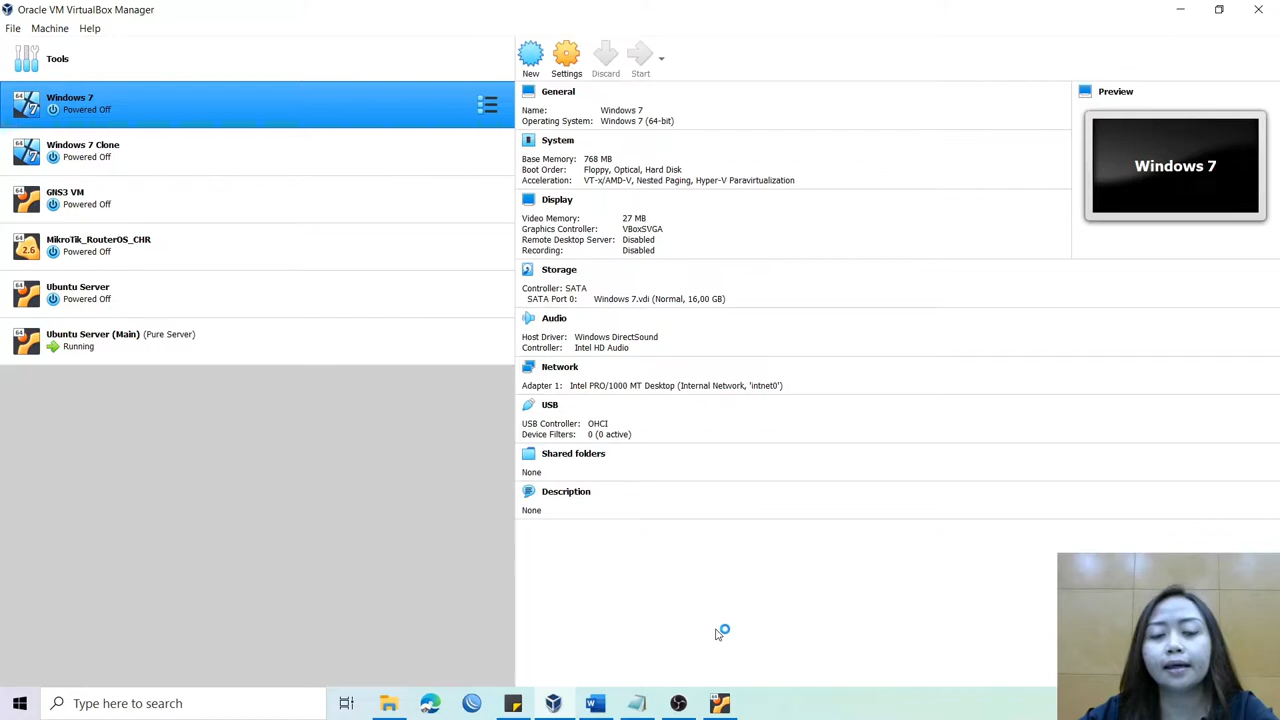 Oracle VM VirtualBox Manager
File Machine Help
Tools
Windows 7
Powered Off
Windows 7 Clone
Powered Off
GNS3 VM
Powered Off
MikroTik_RouterOS_CHR
Powered Off
Ubuntu Server
Powered Off
Ubuntu Server (Main) (Pure Server)
Running
New Settings Discard Start
General
Name: Windows 7
Operating System: Windows 7 (64-bit)
System
Base Memory: 768 MB
Boot Order: Floppy, Optical, Hard Disk
Acceleration: VT-x/AMD-V, Nested Paging, Hyper-V Paravirtualization
Display
Video Memory: 27 MB
Graphics Controller: VBoxSVGA
Remote Desktop Server: Disabled
Recording: Disabled
Storage
Controller: SATA
SATA Port 0: Windows 7.vdi (Normal, 16,00 GB)
Audio
Host Driver: Windows DirectSound
Controller: Intel HD Audio
Network
Adapter 1: Intel PRO/1000 MT Desktop (Internal Network, 'intnet0')
USB
USB Controller: OHCI
Device Filters: 0 (0 active)
Shared folders
None
Description
None
Preview
Windows 7
Type here to search